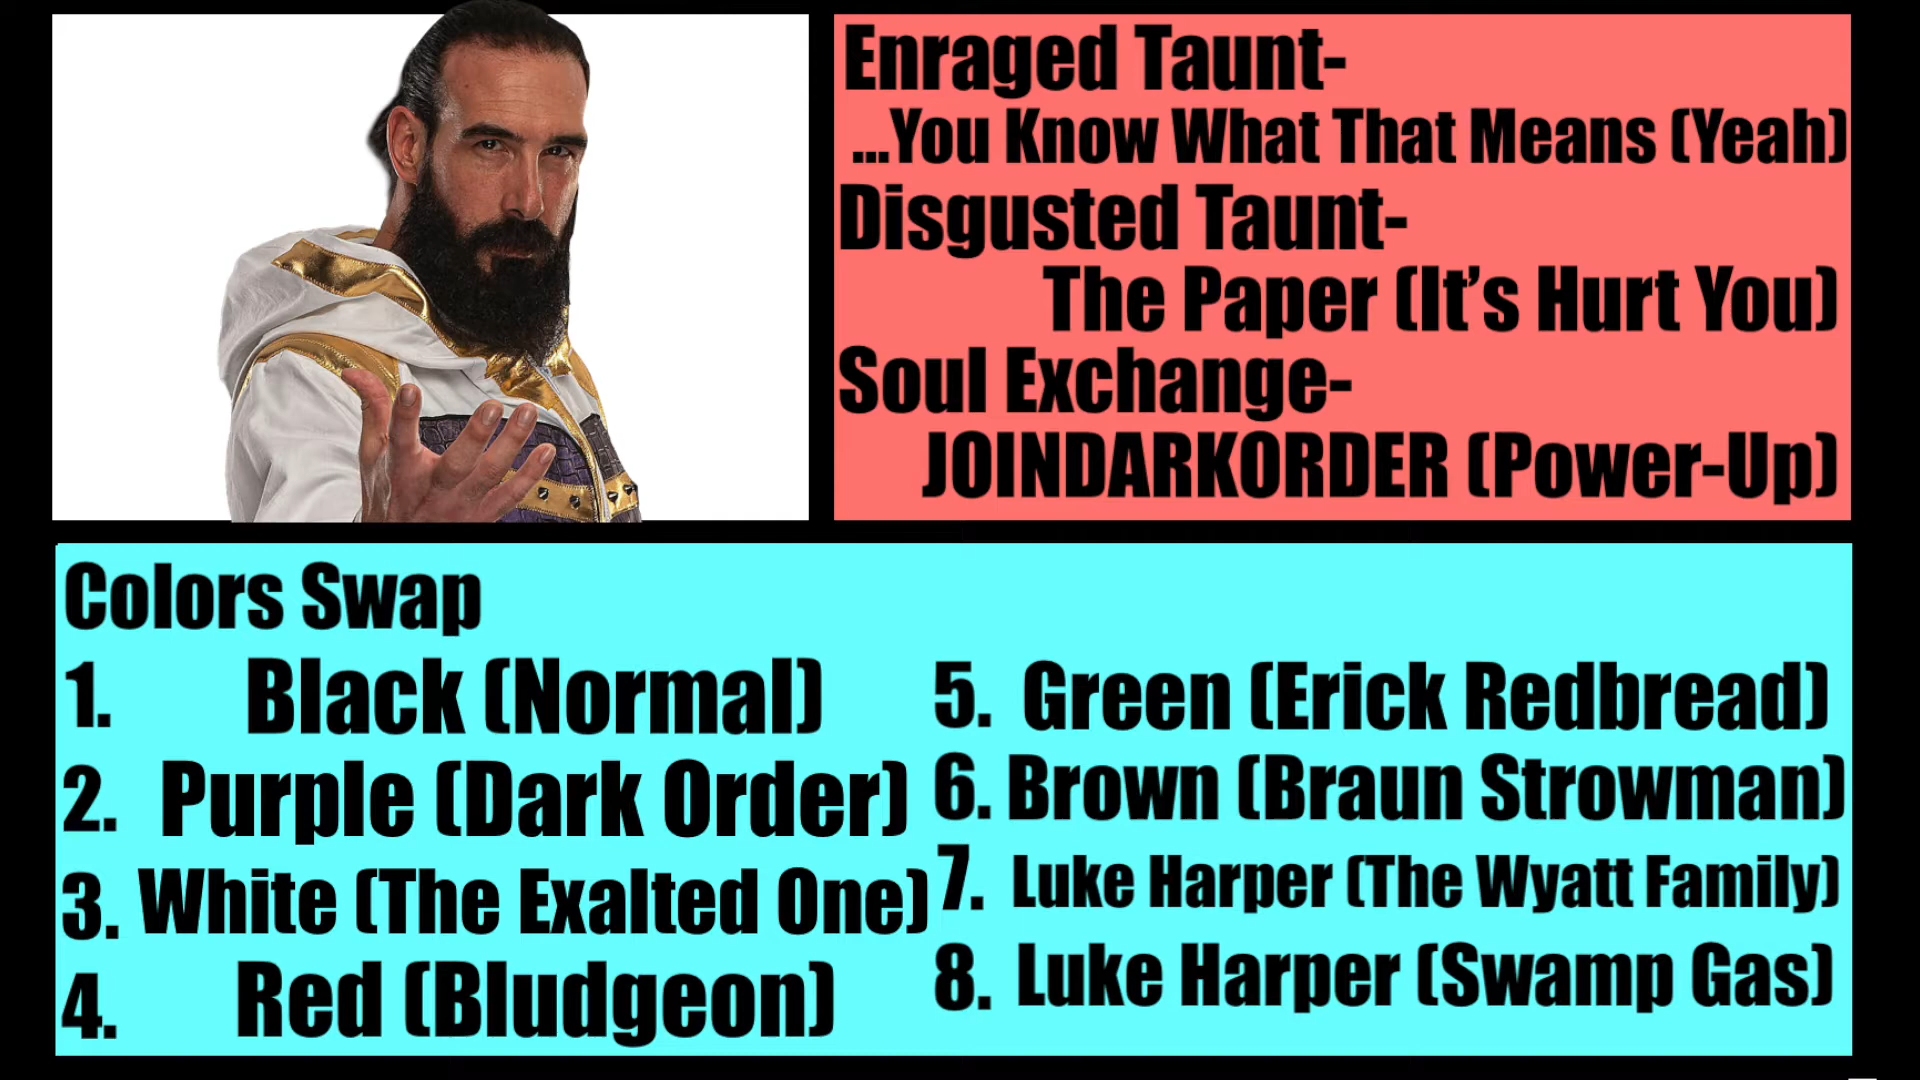 Enraged Taunt-
...You Know What That Means (Yeah)
Disgusted Taunt-
The Paper (It's Hurt You)
Soul Exchange-
JOINDARKORDER (Power-Up)
Colors Swap
1. Black (Normal)
2. Purple (Dark Order)
3. White (The Exalted One)
4. Red (Bludgeon)
5. Green (Erick Redbread)
6. Brown (Braun Strowman)
7. Luke Harper (The Wyatt Family)
8. Luke Harper (Swamp Gas)